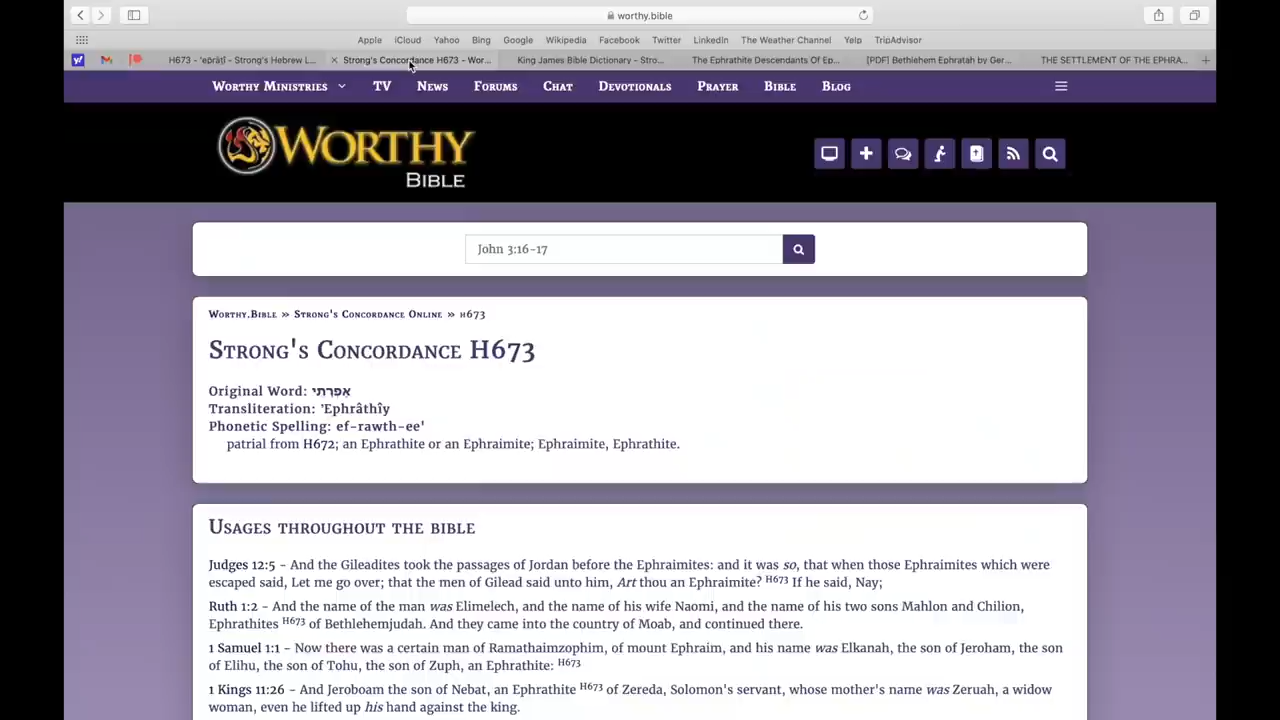 worthy.bible
Apple iCloud Yahoo Bing Google Wikipedia Facebook Twitter LinkedIn The Weather Channel Yelp TripAdvisor
H673 - 'ep̄rāṯî - Strong's Hebrew L... Strong's Concordance H673 - Wor... King James Bible Dictionary - Stro... The Ephrathite Descendants Of Ep... [PDF] Bethlehem Ephratah by Ger... THE SETTLEMENT OF THE EPHRA...
Worthy Ministries TV News Forums Chat Devotionals Prayer Bible Blog
WORTHY
BIBLE
John 3:16-17
Worthy.Bible » Strong's Concordance Online » H673
Strong's Concordance H673
Original Word: אֶפְרָתִי
Transliteration: 'Ephrâthîy
Phonetic Spelling: ef-rawth-ee'
patrial from H672; an Ephrathite or an Ephraimite; Ephraimite, Ephrathite.
Usages throughout the bible
Judges 12:5 - And the Gileadites took the passages of Jordan before the Ephraimites: and it was so, that when those Ephraimites which were
escaped said, Let me go over; that the men of Gilead said unto him, Art thou an Ephraimite? H673 If he said, Nay;
Ruth 1:2 - And the name of the man was Elimelech, and the name of his wife Naomi, and the name of his two sons Mahlon and Chilion,
Ephrathites H673 of Bethlehemjudah. And they came into the country of Moab, and continued there.
1 Samuel 1:1 - Now there was a certain man of Ramathaimzophim, of mount Ephraim, and his name was Elkanah, the son of Jeroham, the son
of Elihu, the son of Tohu, the son of Zuph, an Ephrathite: H673
1 Kings 11:26 - And Jeroboam the son of Nebat, an Ephrathite H673 of Zereda, Solomon's servant, whose mother's name was Zeruah, a widow
woman, even he lifted up his hand against the king.